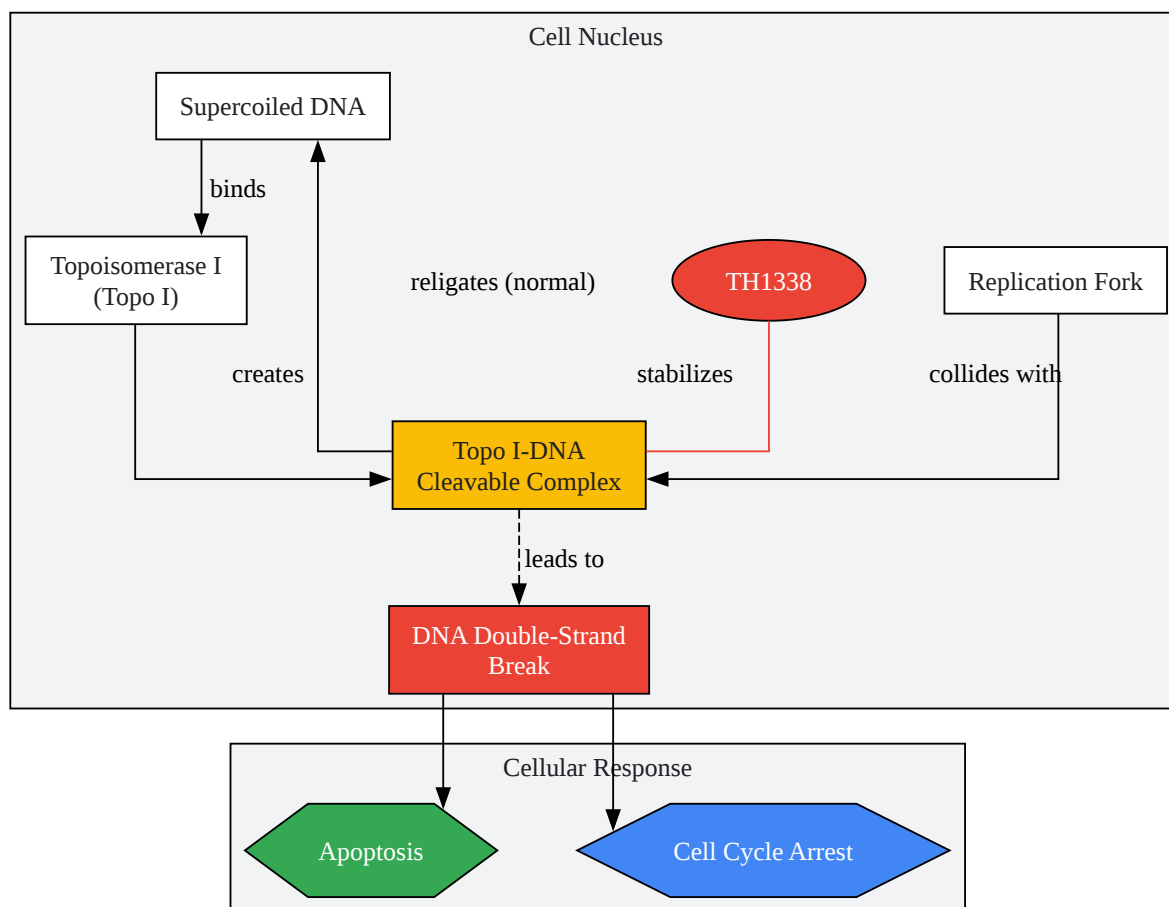 Cell Nucleus
Supercoiled DNA
binds
Topoisomerase I
(Topo I)
religates (normal)
TH1338
Replication Fork
creates
stabilizes
collides with
Topo I-DNA
Cleavable Complex
leads to
DNA Double-Strand
Break
Cellular Response
Apoptosis
Cell Cycle Arrest